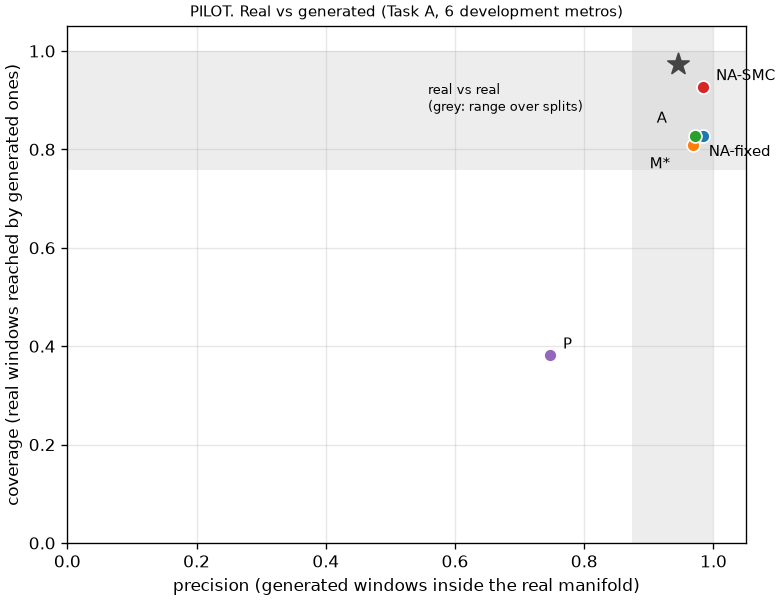 PILOT. Real vs generated (Task A, 6 development metros)
coverage (real windows reached by generated ones)
1.0
0.8
0.6
0.4
0.2
0.0
real vs real
(grey: range over splits)
NA-SMC
A
NA-fixed
M*
P
0.0 0.2 0.4 0.6 0.8 1.0
precision (generated windows inside the real manifold)